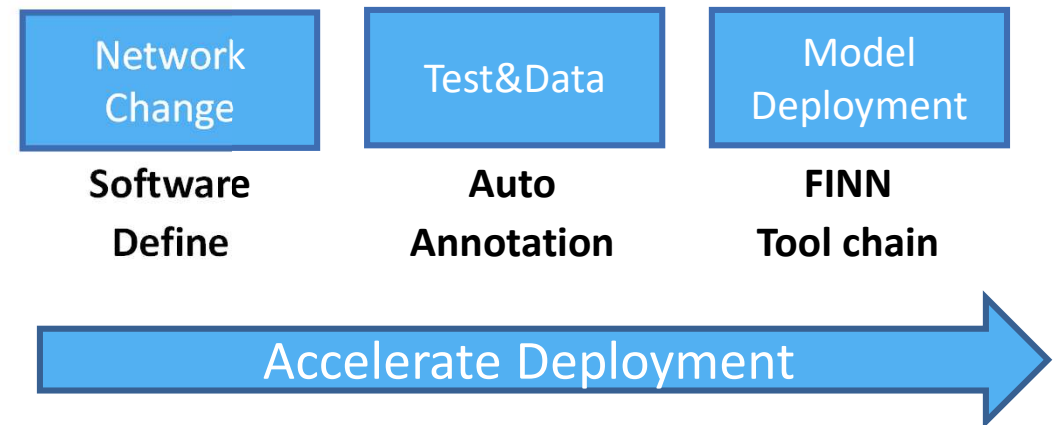 Network
Change
Test&Data
Model
Deployment
Software
Define
Auto
Annotation
FINN
Tool chain
Accelerate Deployment